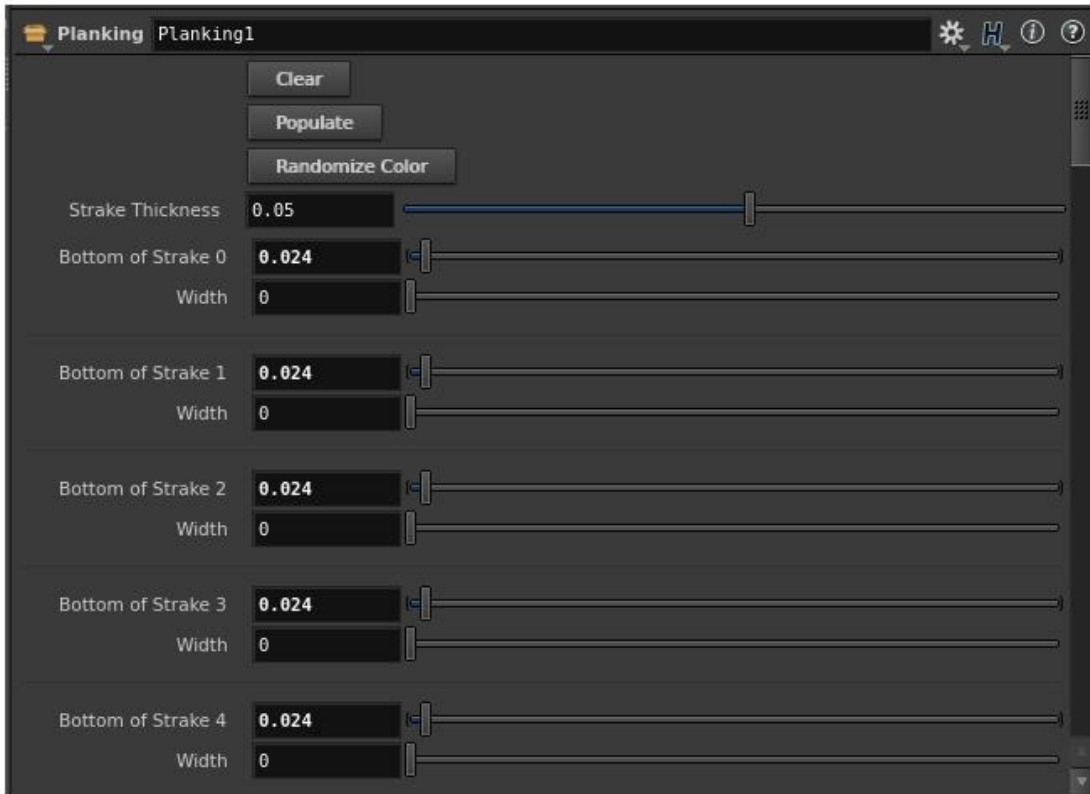 Planking Planking1
Clear
Populate
Randomize Color
Strake Thickness 0.05
Bottom of Strake 0 0.024
Width 0
Bottom of Strake 1 0.024
Width 0
Bottom of Strake 2 0.024
Width 0
Bottom of Strake 3 0.024
Width 0
Bottom of Strake 4 0.024
Width 0